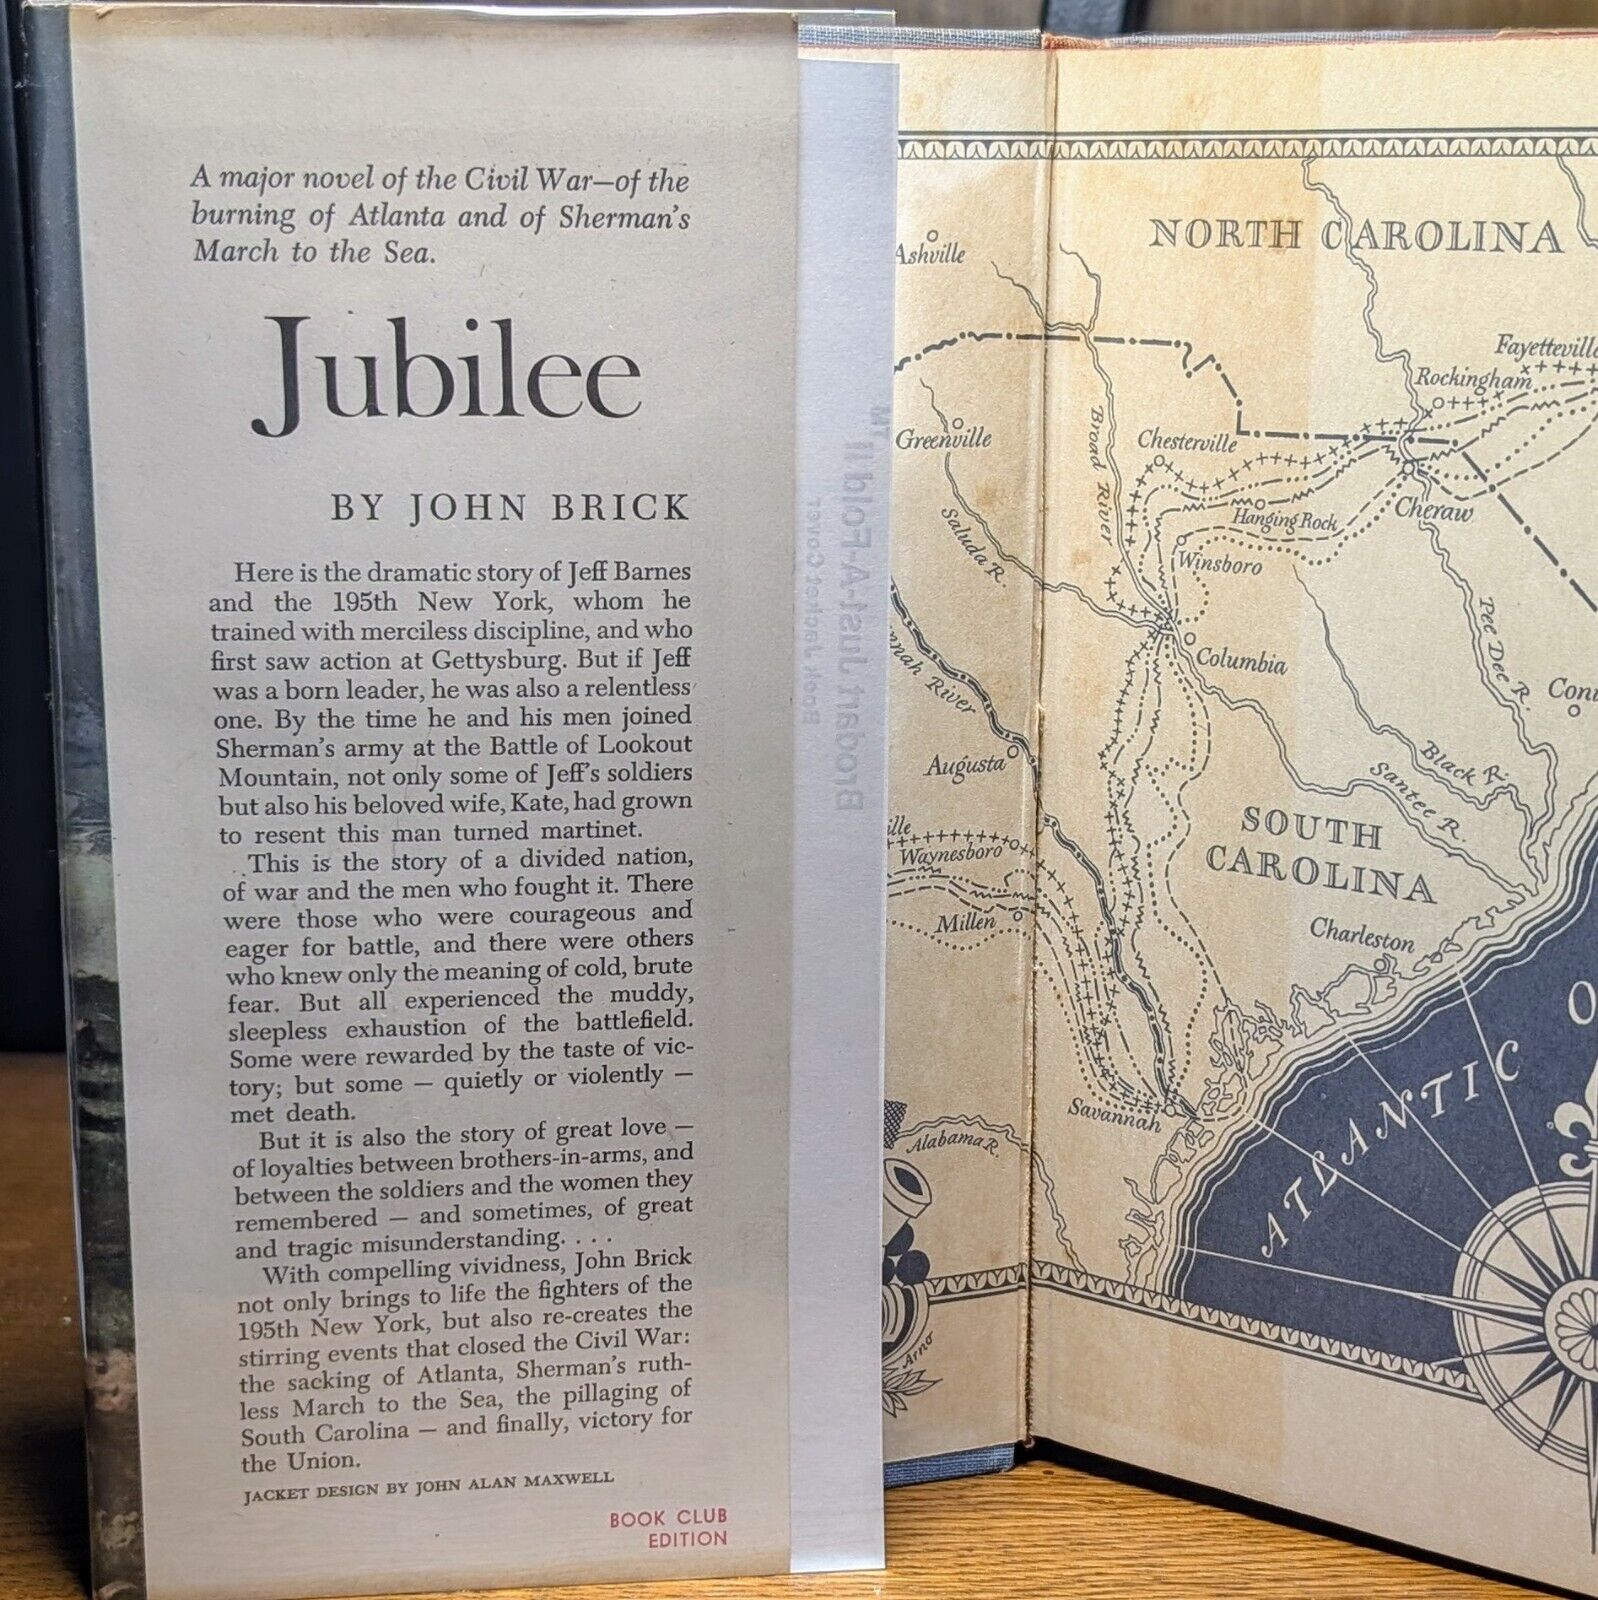 A major novel of the Civil War—of the
burning of Atlanta and of Sherman's
March to the Sea.
Jubilee
BY JOHN BRICK
Here is the dramatic story of Jeff Barnes
and the 195th New York, whom he
trained with merciless discipline, and who
first saw action at Gettysburg. But if Jeff
was a born leader, he was also a relentless
one. By the time he and his men joined
Sherman's army at the Battle of Lookout
Mountain, not only some of Jeff's soldiers
but also his beloved wife, Kate, had grown
to resent this man turned martinet.
This is the story of a divided nation,
of war and the men who fought it. There
were those who were courageous and
eager for battle, and there were others
who knew only the meaning of cold, brute
fear. But all experienced the muddy,
sleepless exhaustion of the battlefield.
Some were rewarded by the taste of vic-
tory; but some — quietly or violently —
met death.
But it is also the story of great love —
of loyalties between brothers-in-arms, and
between the soldiers and the women they
remembered — and sometimes, of great
and tragic misunderstanding. . . .
With compelling vividness, John Brick
not only brings to life the fighters of the
195th New York, but also re-creates the
stirring events that closed the Civil War:
the sacking of Atlanta, Sherman's ruth-
less March to the Sea, the pillaging of
South Carolina — and finally, victory for
the Union.
JACKET DESIGN BY JOHN ALAN MAXWELL
BOOK CLUB
EDITION
Brodart Just-A-Fold II™
Book Jacket Cover
NORTH CAROLINA
Ashville
Fayetteville
Rockingham
Greenville
Chesterville
Broad River
Cheraw
Hanging Rock
Saluda R.
Winsboro
Pee Dee R.
Columbia
nah River
Con
Augusta
Black R.
Santee R.
SOUTH
CAROLINA
ille
Waynesboro
Millen
Charleston
Savannah
Alabama R.
ATLANTIC
O
Arno